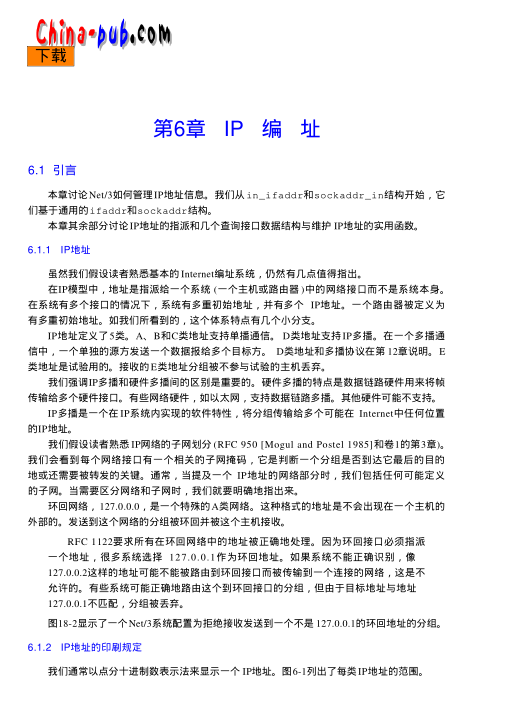 China-pub.com
下载
第6章 IP 编 址
6.1 引言
本章讨论Net/3如何管理IP地址信息。我们从in_ifaddr和sockaddr_in结构开始，它
们基于通用的ifaddr和sockaddr结构。
本章其余部分讨论IP地址的指派和几个查询接口数据结构与维护IP地址的实用函数。
6.1.1 IP地址
虽然我们假设读者熟悉基本的Internet编址系统，仍然有几点值得指出。
在IP模型中，地址是指派给一个系统(一个主机或路由器)中的网络接口而不是系统本身。
在系统有多个接口的情况下，系统有多重初始地址，并有多个 IP地址。一个路由器被定义为
有多重初始地址。如我们所看到的，这个体系特点有几个小分支。
IP地址定义了5类。A、B和C类地址支持单播通信。 D类地址支持IP多播。在一个多播通
信中，一个单独的源方发送一个数据报给多个目标方。 D类地址和多播协议在第12章说明。E
类地址是试验用的。接收的E类地址分组被不参与试验的主机丢弃。
我们强调IP多播和硬件多播间的区别是重要的。硬件多播的特点是数据链路硬件用来将帧
传输给多个硬件接口。有些网络硬件，如以太网，支持数据链路多播。其他硬件可能不支持。
IP多播是一个在IP系统内实现的软件特性，将分组传输给多个可能在 Internet中任何位置
的IP地址。
我们假设读者熟悉IP网络的子网划分(RFC 950 [Mogul and Postel 1985]和卷1的第3章)。
我们会看到每个网络接口有一个相关的子网掩码，它是判断一个分组是否到达它最后的目的
地或还需要被转发的关键。通常，当提及一个 IP地址的网络部分时，我们包括任何可能定义
的子网。当需要区分网络和子网时，我们就要明确地指出来。
环回网络，127.0.0.0，是一个特殊的A类网络。这种格式的地址是不会出现在一个主机的
外部的。发送到这个网络的分组被环回并被这个主机接收。
RFC 1122要求所有在环回网络中的地址被正确地处理。因为环回接口必须指派
一个地址，很多系统选择 127.0.0.1作为环回地址。如果系统不能正确识别，像
127.0.0.2这样的地址可能不能被路由到环回接口而被传输到一个连接的网络，这是不
允许的。有些系统可能正确地路由这个到环回接口的分组，但由于目标地址与地址
127.0.0.1不匹配，分组被丢弃。
图18-2显示了一个Net/3系统配置为拒绝接收发送到一个不是127.0.0.1的环回地址的分组。
6.1.2 IP地址的印刷规定
我们通常以点分十进制数表示法来显示一个IP地址。图6-1列出了每类IP地址的范围。